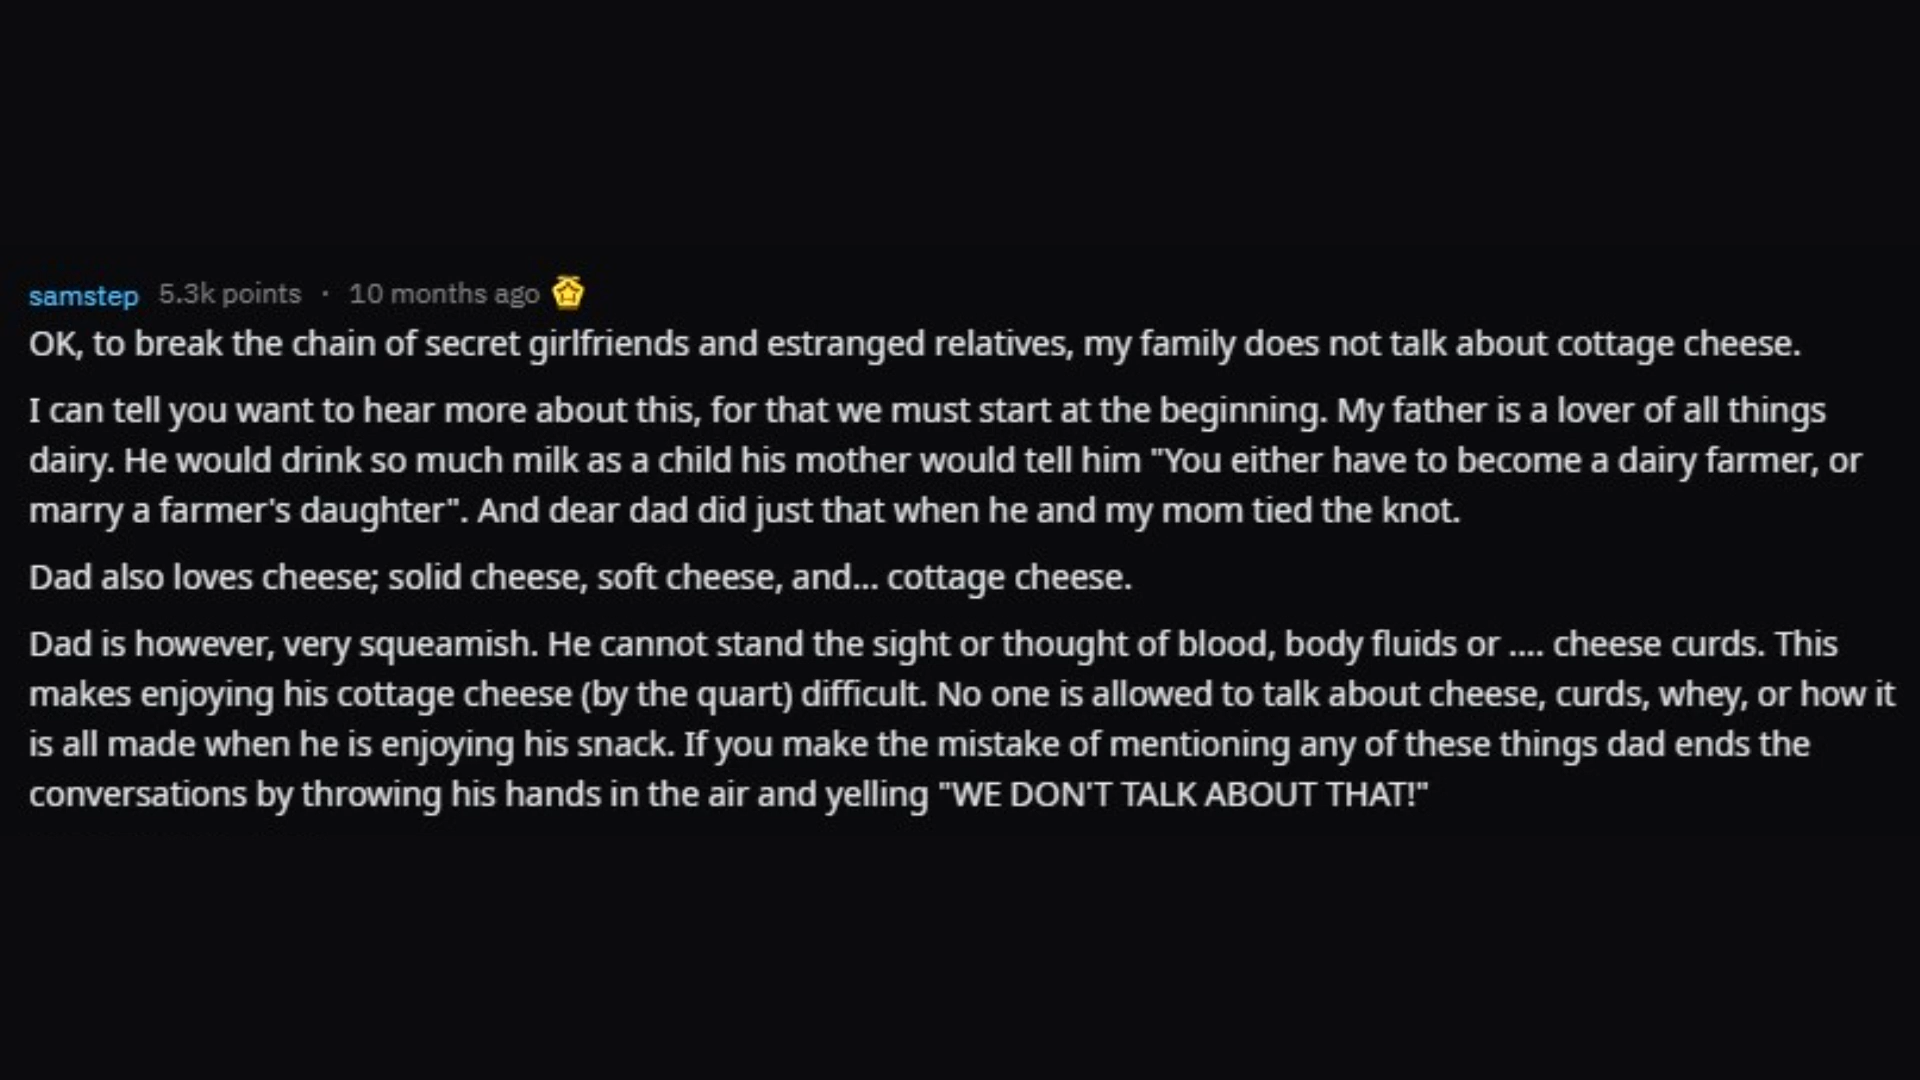 samstep 5.3k points · 10 months ago
OK, to break the chain of secret girlfriends and estranged relatives, my family does not talk about cottage cheese.
I can tell you want to hear more about this, for that we must start at the beginning. My father is a lover of all things
dairy. He would drink so much milk as a child his mother would tell him "You either have to become a dairy farmer, or
marry a farmer's daughter". And dear dad did just that when he and my mom tied the knot.
Dad also loves cheese; solid cheese, soft cheese, and... cottage cheese.
Dad is however, very squeamish. He cannot stand the sight or thought of blood, body fluids or .... cheese curds. This
makes enjoying his cottage cheese (by the quart) difficult. No one is allowed to talk about cheese, curds, whey, or how it
is all made when he is enjoying his snack. If you make the mistake of mentioning any of these things dad ends the
conversations by throwing his hands in the air and yelling "WE DON'T TALK ABOUT THAT!"